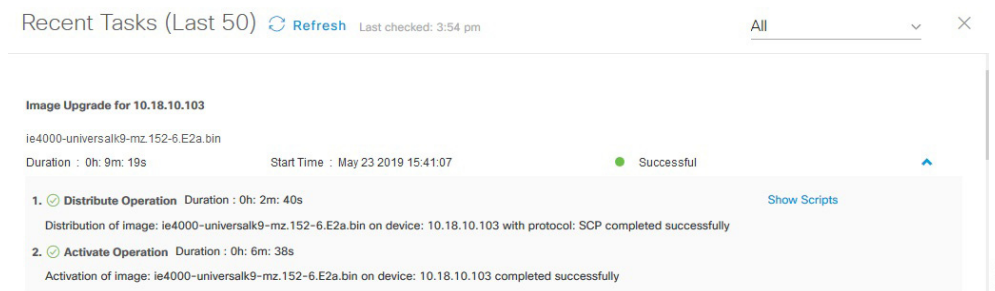 Recent Tasks (Last 50) Refresh Last checked: 3:54 pm All
Image Upgrade for 10.18.10.103
ie4000-universalk9-mz.152-6.E2a.bin
Duration : 0h: 9m: 19s Start Time : May 23 2019 15:41:07 Successful
1. Distribute Operation Duration : 0h: 2m: 40s Show Scripts
Distribution of image: ie4000-universalk9-mz.152-6.E2a.bin on device: 10.18.10.103 with protocol: SCP completed successfully
2. Activate Operation Duration : 0h: 6m: 38s
Activation of image: ie4000-universalk9-mz.152-6.E2a.bin on device: 10.18.10.103 completed successfully